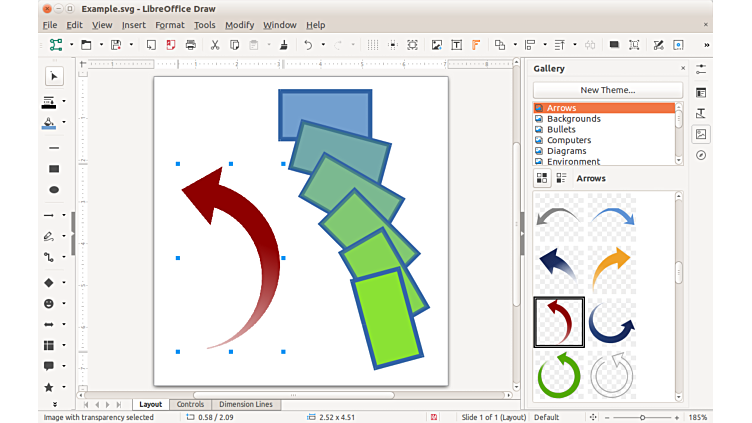 Example.svg - LibreOffice Draw
File Edit View Insert Format Tools Modify Window Help
Gallery
New Theme...
Arrows
Backgrounds
Bullets
Computers
Diagrams
Environment
Arrows
Layout Controls Dimension Lines
Image with transparency selected 0.58 / 2.09 2.52 x 4.51 Slide 1 of 1 (Layout) Default 185%